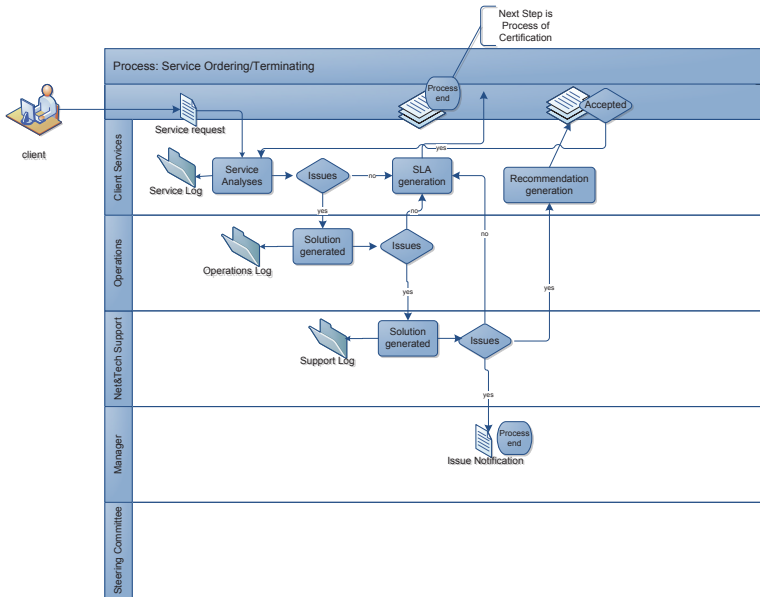 Next Step is
Process of
Certification
Process: Service Ordering/Terminating
Process
end
Accepted
Service request
client
yes
Client Services
Service
Analyses
Issues
no
SLA
generation
Recommendation
generation
Service Log
yes
no
Operations
Solution
generated
Issues
no
Operations Log
yes
yes
Net&Tech Support
Solution
generated
Issues
Support Log
yes
Manager
Process
end
Issue Notification
Steering Committee